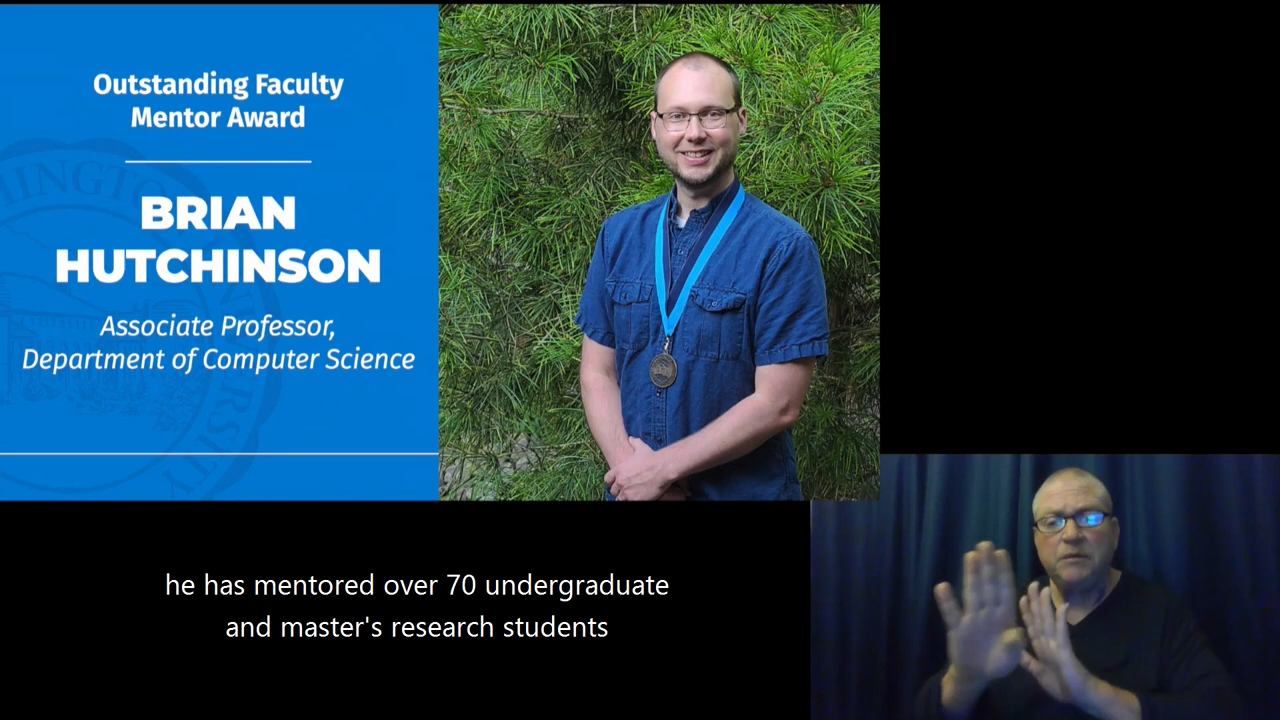 Outstanding Faculty
Mentor Award
BRIAN
HUTCHINSON
Associate Professor,
Department of Computer Science
he has mentored over 70 undergraduate
and master's research students